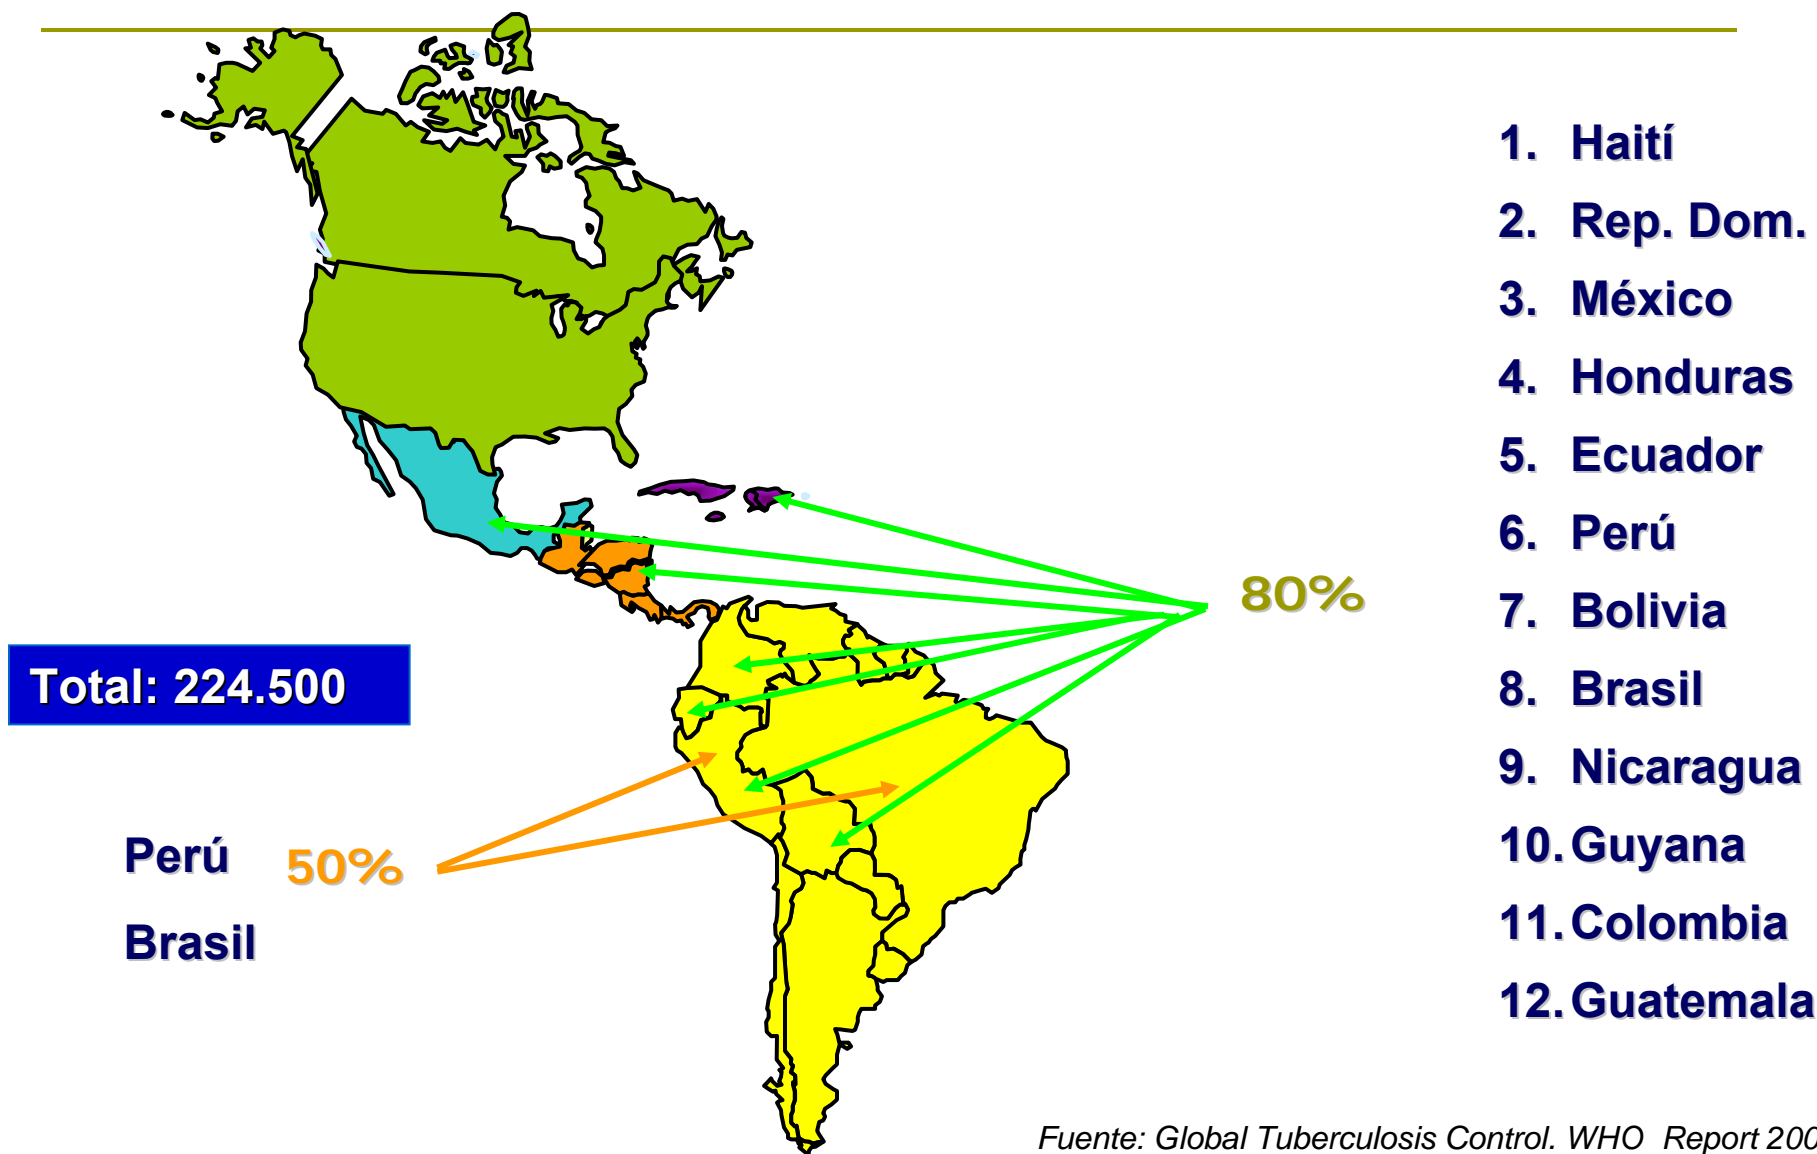 1. Haití
2. Rep. Dom.
3. México
4. Honduras
5. Ecuador
6. Perú
7. Bolivia
8. Brasil
9. Nicaragua
10. Guyana
11. Colombia
12. Guatemala
80%
Total: 224.500
Perú 50%
Brasil
Fuente: Global Tuberculosis Control. WHO Report 200